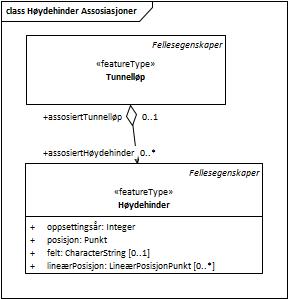 class Høydehinder Assosiasjoner
Fellesegenskaper
«featureType»
Tunnelløp
+assosiertTunnelløp 0..1
+assosiertHøydehinder 0..*
Fellesegenskaper
«featureType»
Høydehinder
+ oppsettingsår: Integer
+ posisjon: Punkt
+ felt: CharacterString [0..1]
+ lineærPosisjon: LineærPosisjonPunkt [0..*]